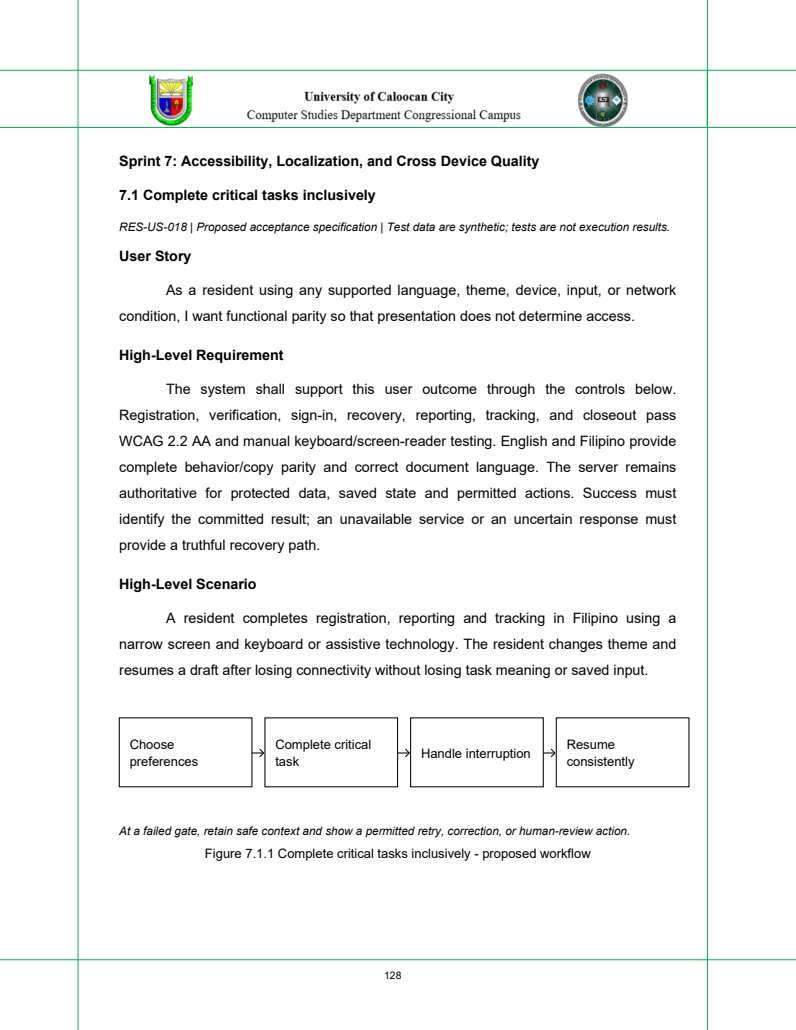 University of Caloocan City
Computer Studies Department Congressional Campus
Sprint 7: Accessibility, Localization, and Cross Device Quality
7.1 Complete critical tasks inclusively
RES-US-018 | Proposed acceptance specification | Test data are synthetic; tests are not execution results.
User Story
As a resident using any supported language, theme, device, input, or network
condition, I want functional parity so that presentation does not determine access.
High-Level Requirement
The system shall support this user outcome through the controls below.
Registration, verification, sign-in, recovery, reporting, tracking, and closeout pass
WCAG 2.2 AA and manual keyboard/screen-reader testing. English and Filipino provide
complete behavior/copy parity and correct document language. The server remains
authoritative for protected data, saved state and permitted actions. Success must
identify the committed result; an unavailable service or an uncertain response must
provide a truthful recovery path.
High-Level Scenario
A resident completes registration, reporting and tracking in Filipino using a
narrow screen and keyboard or assistive technology. The resident changes theme and
resumes a draft after losing connectivity without losing task meaning or saved input.
Choose
preferences
Complete critical
task
Handle interruption
Resume
consistently
At a failed gate, retain safe context and show a permitted retry, correction, or human-review action.
Figure 7.1.1 Complete critical tasks inclusively - proposed workflow
128